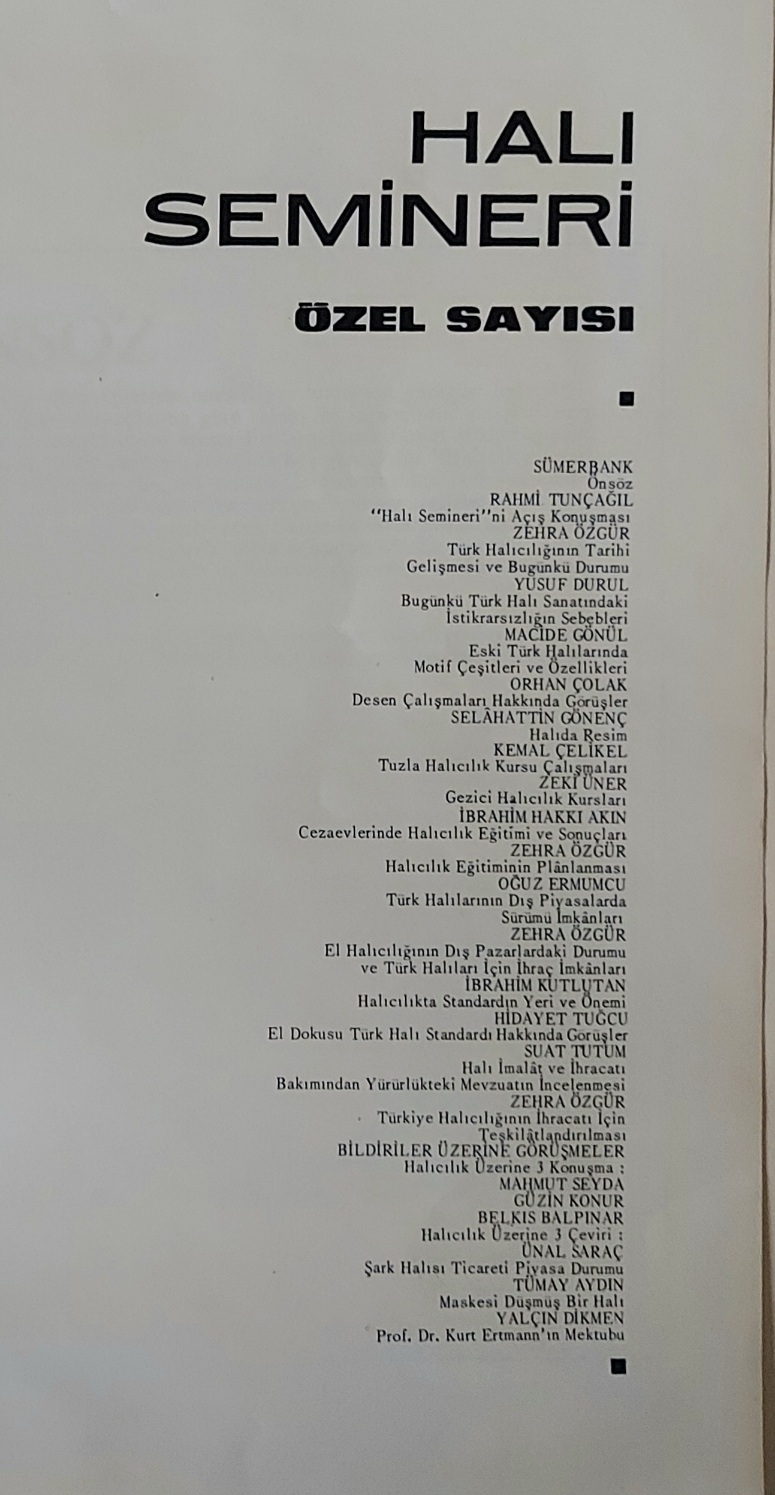 HALI
SEMİNERİ
ÖZEL SAYISI
SÜMERBANK
Önsöz
RAHMİ TUNÇAĞIL
"Halı Semineri"ni Açış Konuşması
ZEHRA ÖZGÜR
Türk Halıcılığının Tarihi
Gelişmesi ve Bugünkü Durumu
YUSUF DURUL
Bugünkü Türk Halı Sanatındaki
İstikrarsızlığın Sebebleri
MACİDE GÖNÜL
Eski Türk Halılarında
Motif Çeşitleri ve Özellikleri
ORHAN ÇOLAK
Desen Çalışmaları Hakkında Görüşler
SELÂHATTİN GÖNENÇ
Halıda Resim
KEMAL ÇELİKEL
Tuzla Halıcılık Kursu Çalışmaları
ZEKİ ÜNER
Gezici Halıcılık Kursları
İBRAHİM HAKKI AKIN
Cezaevlerinde Halıcılık Eğitimi ve Sonuçları
ZEHRA ÖZGÜR
Halıcılık Eğitiminin Plânlanması
OĞUZ ERMUMCU
Türk Halılarının Dış Piyasalarda
Sürümü İmkânları
ZEHRA ÖZGÜR
El Halıcılığının Dış Pazarlardaki Durumu
ve Türk Halıları İçin İhraç İmkânları
İBRAHİM KUTLUTAN
Halıcılıkta Standardın Yeri ve Önemi
HİDAYET TUĞCU
El Dokusu Türk Halı Standardı Hakkında Görüşler
SUAT TUTUM
Halı İmalât ve İhracatı
Bakımından Yürürlükteki Mevzuatın İncelenmesi
ZEHRA ÖZGÜR
Türkiye Halıcılığının İhracatı İçin
Teşkilâtlandırılması
BİLDİRİLER ÜZERİNE GÖRÜŞMELER
Halıcılık Üzerine 3 Konuşma :
MAHMUT SEYDA
GÜZİN KONUR
BELKIS BALPINAR
Halıcılık Üzerine 3 Çeviri :
ÜNAL SARAÇ
Şark Halısı Ticareti Piyasa Durumu
TÜMAY AYDIN
Maskesi Düşmüş Bir Halı
YALÇIN DİKMEN
Prof. Dr. Kurt Ertmann'ın Mektubu